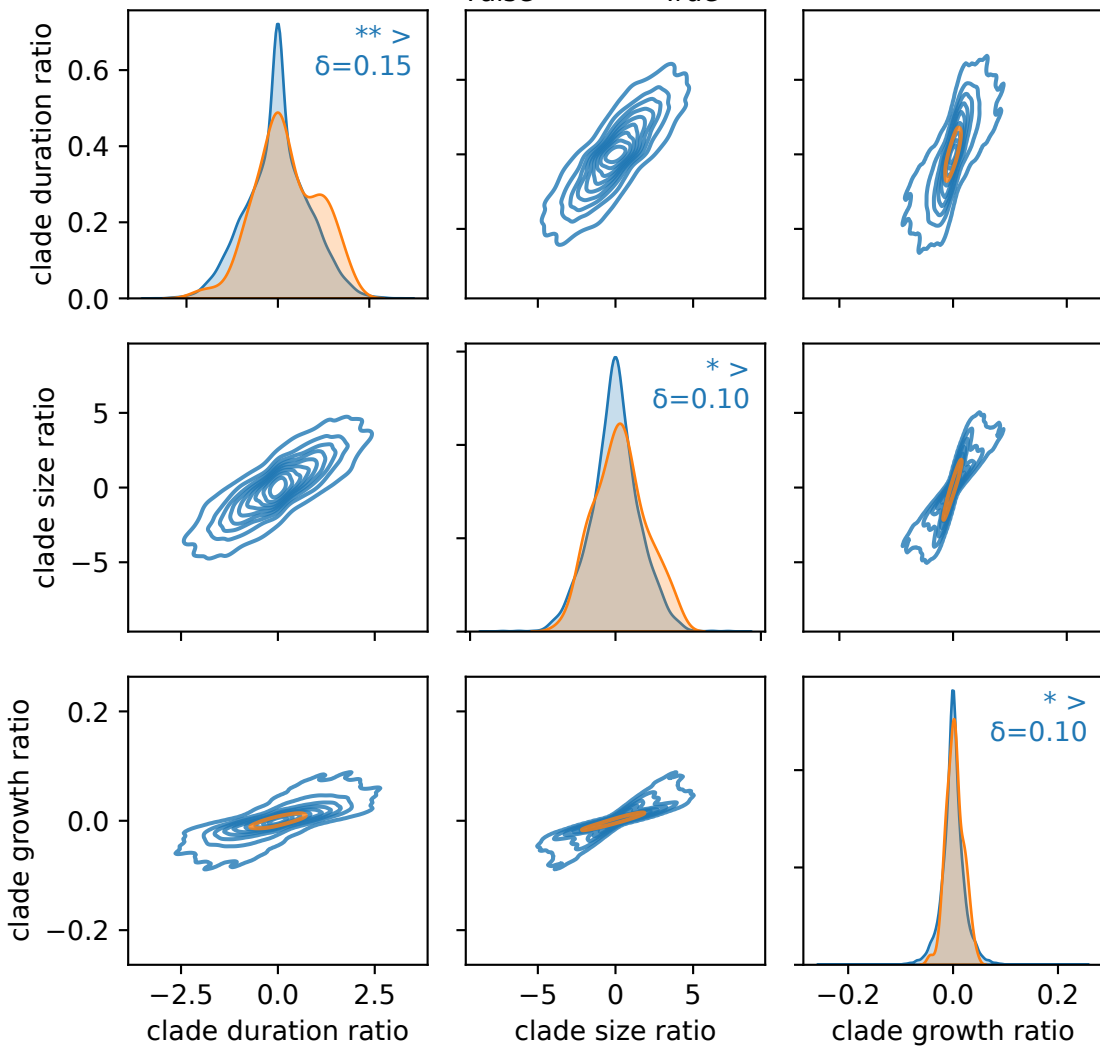 clade duration ratio
0.6
0.4
0.2
0.0
** >
δ=0.15
clade size ratio
5
0
−5
* >
δ=0.10
clade growth ratio
0.2
0.0
−0.2
* >
δ=0.10
−2.5 0.0 2.5
−5 0 5
−0.2 0.0 0.2
clade duration ratio
clade size ratio
clade growth ratio